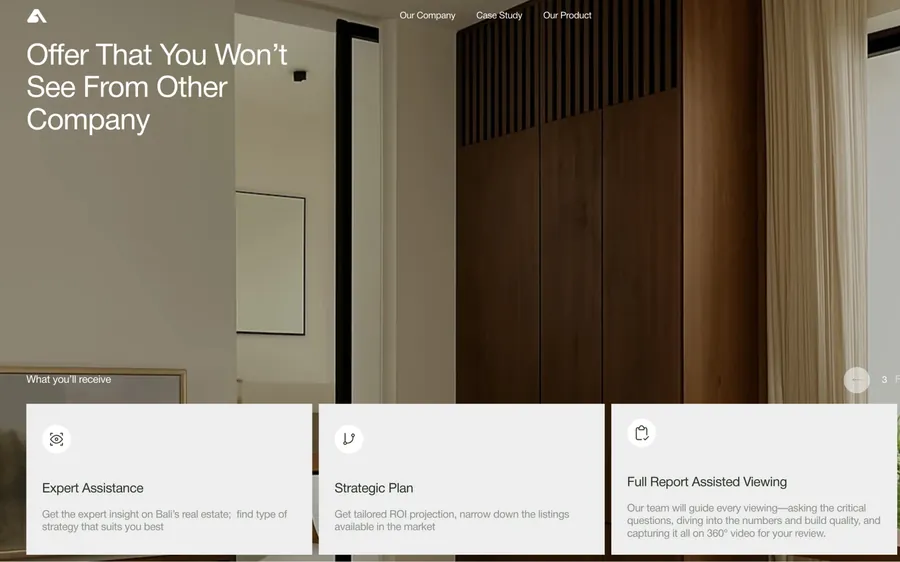 Our Company
Case Study
Our Product
Offer That You Won’t
See From Other
Company
What you’ll receive
3
Expert Assistance
Get the expert insight on Bali’s real estate;  find type of
strategy that suits you best
Strategic Plan
Get tailored ROI projection, narrow down the listings
available in the market
Full Report Assisted Viewing
Our team will guide every viewing—asking the critical
questions, diving into the numbers and build quality, and
capturing it all on 360° video for your review.